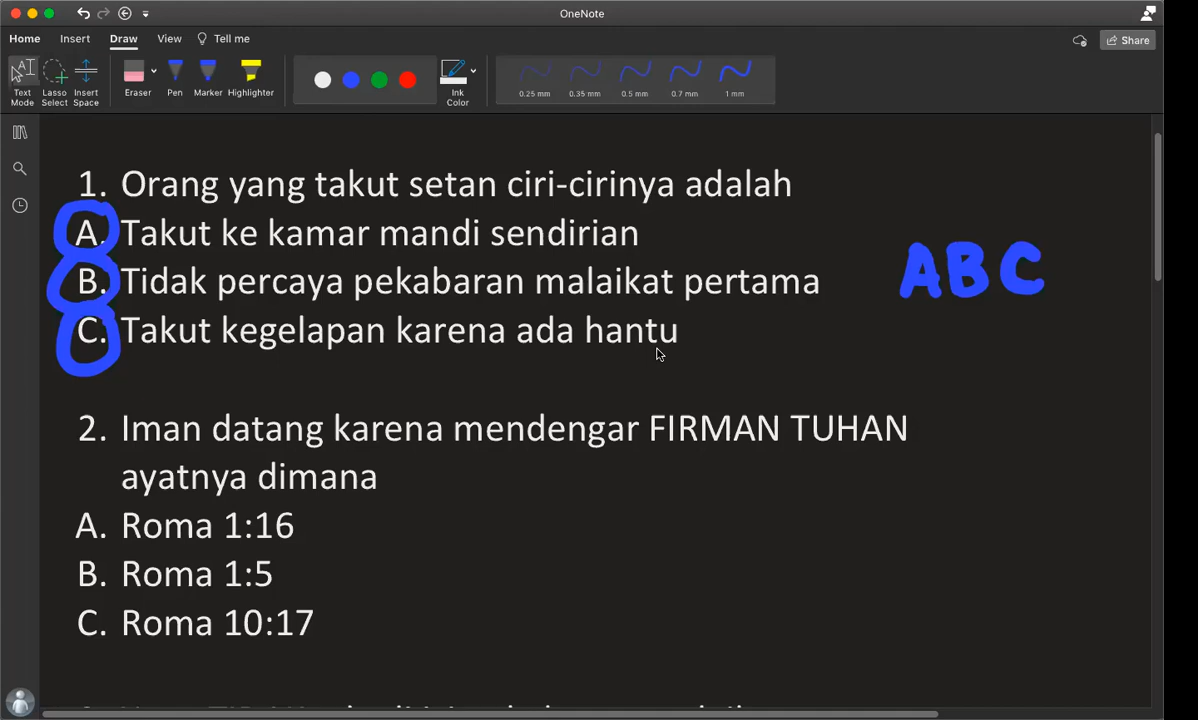 OneNote
Home Insert Draw View Tell me
Share
Text Mode
Lasso Select
Insert Space
Eraser
Pen
Marker
Highlighter
Ink Color
0.25 mm 0.35 mm 0.5 mm 0.7 mm 1 mm
1. Orang yang takut setan ciri-cirinya adalah
A. Takut ke kamar mandi sendirian
B. Tidak percaya pekabaran malaikat pertama
ABC
C. Takut kegelapan karena ada hantu
2. Iman datang karena mendengar FIRMAN TUHAN
ayatnya dimana
A. Roma 1:16
B. Roma 1:5
C. Roma 10:17